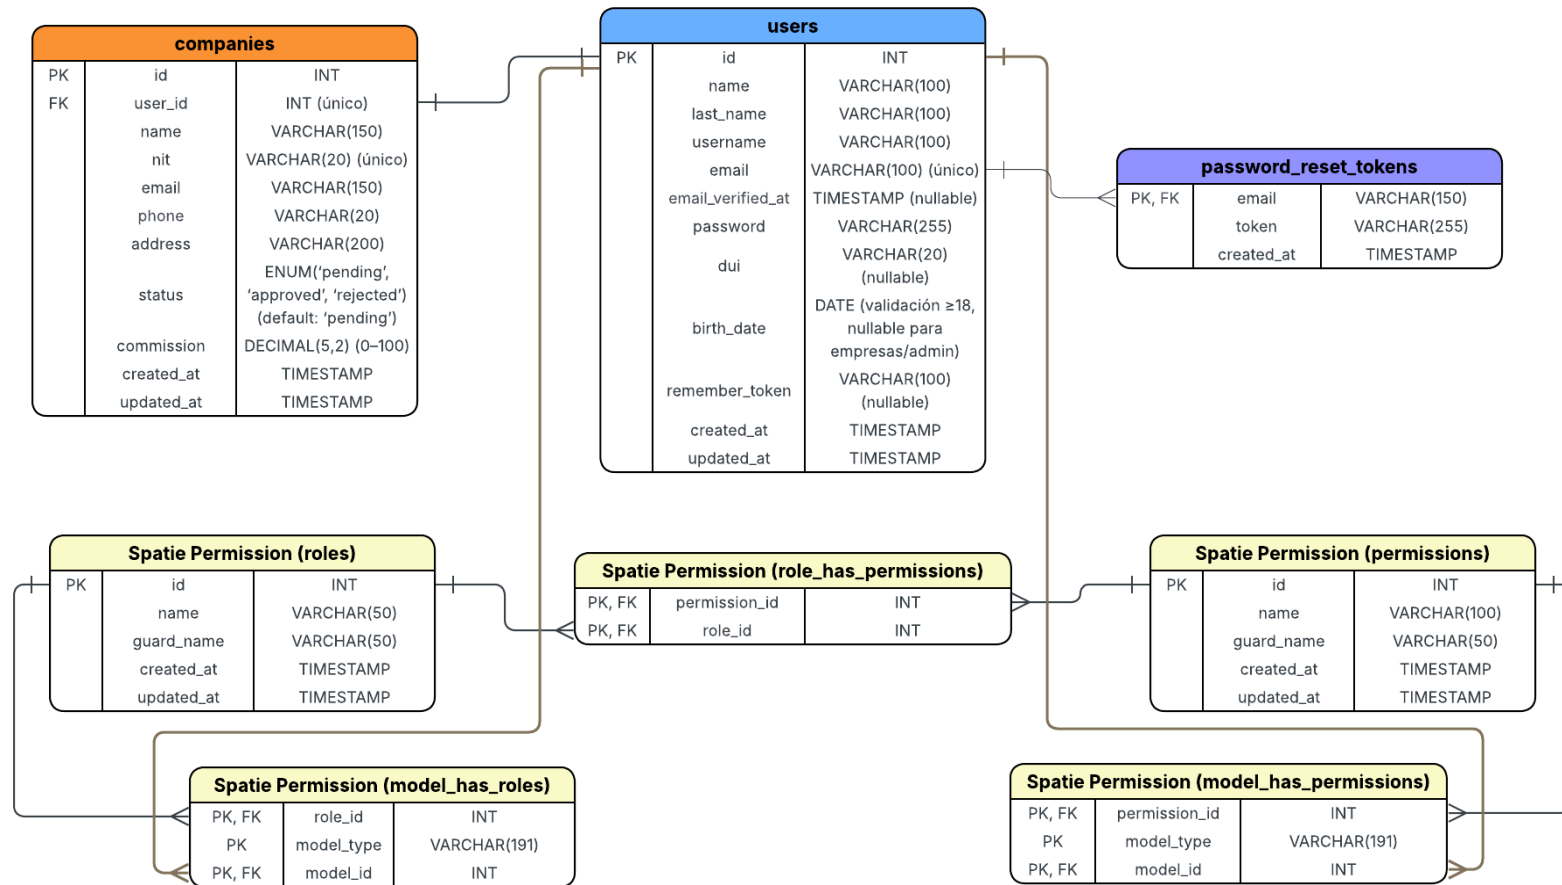 companies
PK id INT
FK user_id INT (único)
name VARCHAR(150)
nit VARCHAR(20) (único)
email VARCHAR(150)
phone VARCHAR(20)
address VARCHAR(200)
status ENUM(‘pending’,
‘approved’, ‘rejected’)
(default: ‘pending’)
commission DECIMAL(5,2) (0–100)
created_at TIMESTAMP
updated_at TIMESTAMP
users
PK id INT
name VARCHAR(100)
last_name VARCHAR(100)
username VARCHAR(100)
email VARCHAR(100) (único)
email_verified_at TIMESTAMP (nullable)
password VARCHAR(255)
dui VARCHAR(20)
(nullable)
birth_date DATE (validación ≥18,
nullable para
empresas/admin)
remember_token VARCHAR(100)
(nullable)
created_at TIMESTAMP
updated_at TIMESTAMP
password_reset_tokens
PK, FK email VARCHAR(150)
token VARCHAR(255)
created_at TIMESTAMP
Spatie Permission (roles)
PK id INT
name VARCHAR(50)
guard_name VARCHAR(50)
created_at TIMESTAMP
updated_at TIMESTAMP
Spatie Permission (role_has_permissions)
PK, FK permission_id INT
PK, FK role_id INT
Spatie Permission (permissions)
PK id INT
name VARCHAR(100)
guard_name VARCHAR(50)
created_at TIMESTAMP
updated_at TIMESTAMP
Spatie Permission (model_has_roles)
PK, FK role_id INT
PK model_type VARCHAR(191)
PK, FK model_id INT
Spatie Permission (model_has_permissions)
PK, FK permission_id INT
PK model_type VARCHAR(191)
PK, FK model_id INT